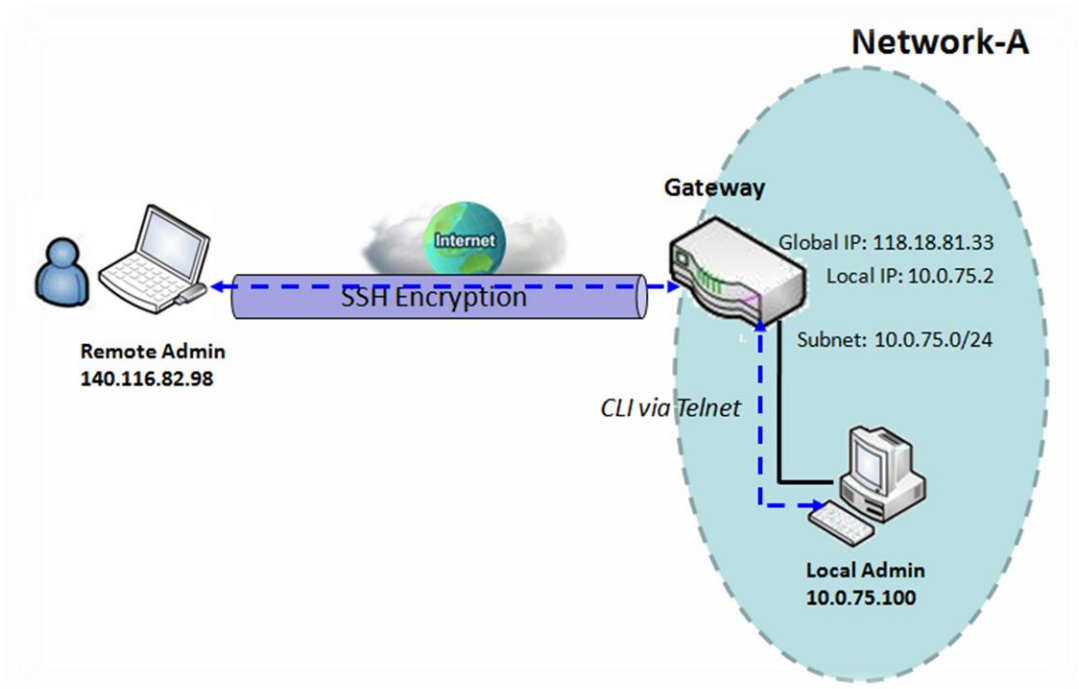 Network-A
Gateway
Global IP: 118.18.81.33
Local IP: 10.0.75.2
Internet
SSH Encryption
Subnet: 10.0.75.0/24
Remote Admin
140.116.82.98
CLI via Telnet
Local Admin
10.0.75.100